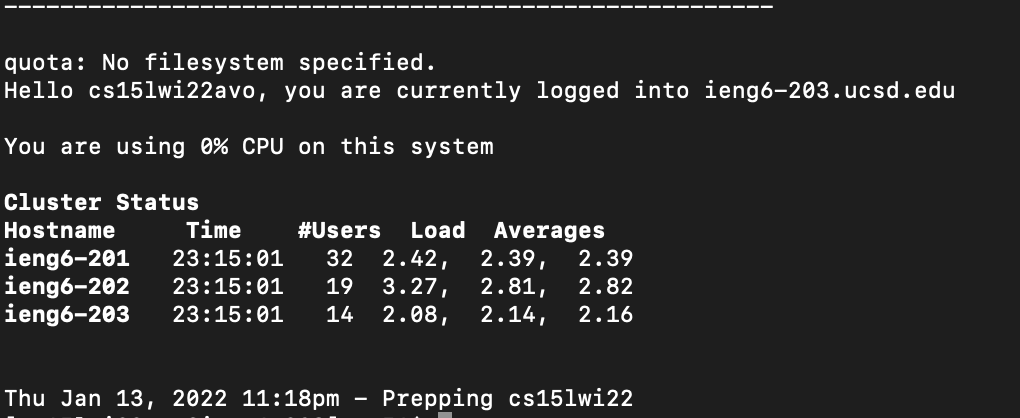 quota: No filesystem specified.
Hello cs15lwi22avo, you are currently logged into ieng6-203.ucsd.edu
You are using 0% CPU on this system
Cluster Status
Hostname Time #Users Load Averages
ieng6-201 23:15:01 32 2.42, 2.39, 2.39
ieng6-202 23:15:01 19 3.27, 2.81, 2.82
ieng6-203 23:15:01 14 2.08, 2.14, 2.16
Thu Jan 13, 2022 11:18pm - Prepping cs15lwi22